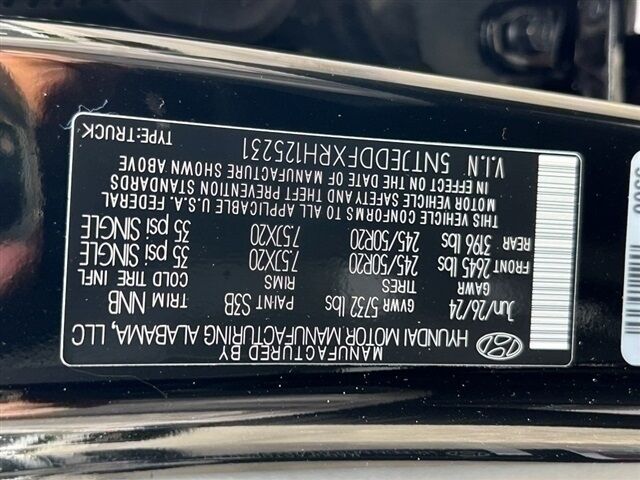 MANUFACTURED BY
HYUNDAI MOTOR MANUFACTURING ALABAMA, LLC
Jun/26/24 GVWR 5732 lbs PAINT S3B TRIM NNB
GAWR TIRES RIMS COLD TIRE INFL
FRONT 2645 lbs 245/50R20 7.5JX20 35 psi SINGLE
REAR 3196 lbs 245/50R20 7.5JX20 35 psi SINGLE
THIS VEHICLE CONFORMS TO ALL APPLICABLE U.S.A. FEDERAL
MOTOR VEHICLE SAFETY AND THEFT PREVENTION STANDARDS
IN EFFECT ON THE DATE OF MANUFACTURE SHOWN ABOVE
V.I.N 5NTJEDDFXRH125231 TYPE:TRUCK